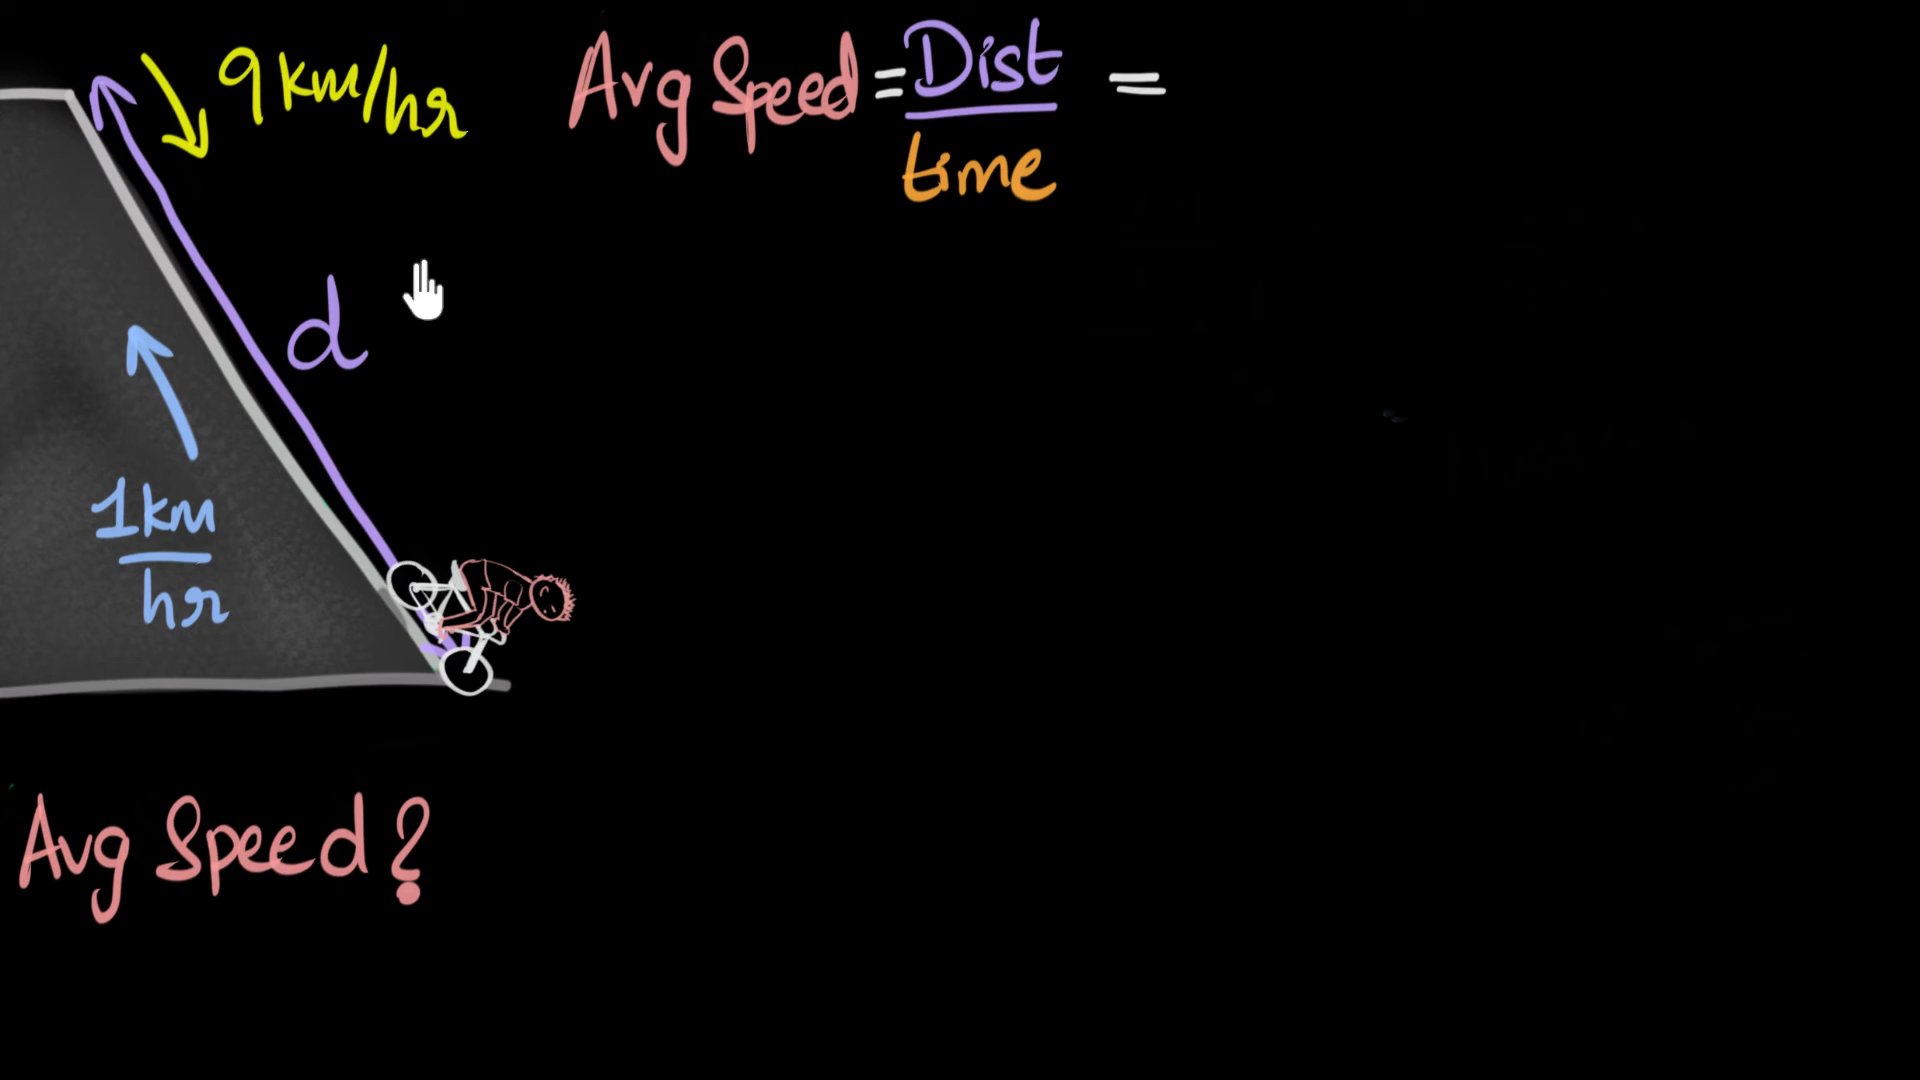 9 km/hr
Avg Speed = Dist / time =
d
1 km
hr
Avg Speed?